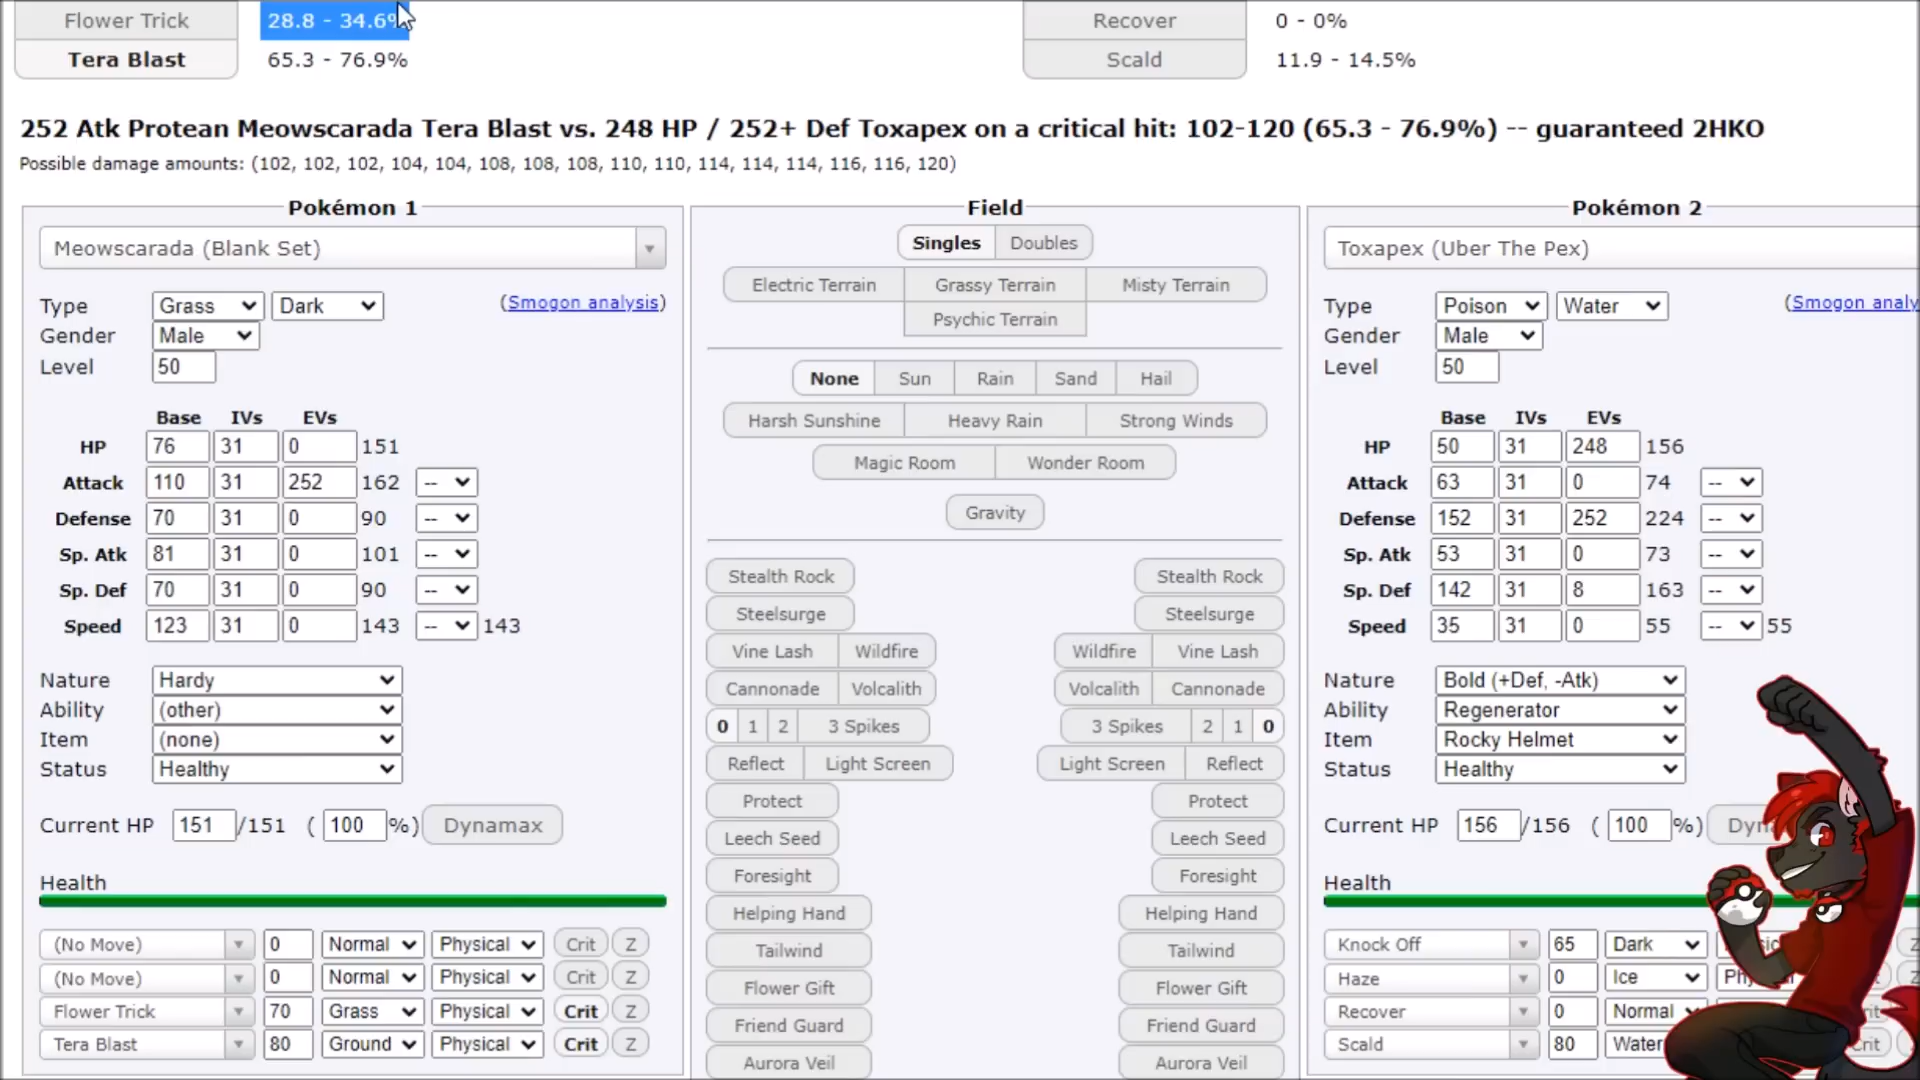 Flower Trick 28.8 - 34.6% Recover 0 - 0%
Tera Blast 65.3 - 76.9% Scald 11.9 - 14.5%
252 Atk Protean Meowscarada Tera Blast vs. 248 HP / 252+ Def Toxapex on a critical hit: 102-120 (65.3 - 76.9%) -- guaranteed 2HKO
Possible damage amounts: (102, 102, 102, 104, 104, 108, 108, 108, 110, 110, 114, 114, 114, 116, 116, 120)
Pokémon 1
Meowscarada (Blank Set)
Type Grass Dark (Smogon analysis)
Gender Male
Level 50
Base IVs EVs
HP 76 31 0 151
Attack 110 31 252 162 --
Defense 70 31 0 90 --
Sp. Atk 81 31 0 101 --
Sp. Def 70 31 0 90 --
Speed 123 31 0 143 -- 143
Nature Hardy
Ability (other)
Item (none)
Status Healthy
Current HP 151 /151 ( 100 %) Dynamax
Health
(No Move) 0 Normal Physical Crit Z
(No Move) 0 Normal Physical Crit Z
Flower Trick 70 Grass Physical Crit Z
Tera Blast 80 Ground Physical Crit Z
Field
Singles Doubles
Electric Terrain Grassy Terrain Misty Terrain
Psychic Terrain
None Sun Rain Sand Hail
Harsh Sunshine Heavy Rain Strong Winds
Magic Room Wonder Room
Gravity
Stealth Rock Stealth Rock
Steelsurge Steelsurge
Vine Lash Wildfire Wildfire Vine Lash
Cannonade Volcalith Volcalith Cannonade
0 1 2 3 Spikes 3 Spikes 2 1 0
Reflect Light Screen Light Screen Reflect
Protect Protect
Leech Seed Leech Seed
Foresight Foresight
Helping Hand Helping Hand
Tailwind Tailwind
Flower Gift Flower Gift
Friend Guard Friend Guard
Aurora Veil Aurora Veil
Pokémon 2
Toxapex (Uber The Pex)
Type Poison Water (Smogon analy
Gender Male
Level 50
Base IVs EVs
HP 50 31 248 156
Attack 63 31 0 74 --
Defense 152 31 252 224 --
Sp. Atk 53 31 0 73 --
Sp. Def 142 31 8 163 --
Speed 35 31 0 55 -- 55
Nature Bold (+Def, -Atk)
Ability Regenerator
Item Rocky Helmet
Status Healthy
Current HP 156 /156 ( 100 %)
Health
Knock Off 65 Dark
Haze 0 Ice
Recover 0 Normal
Scald 80 Water